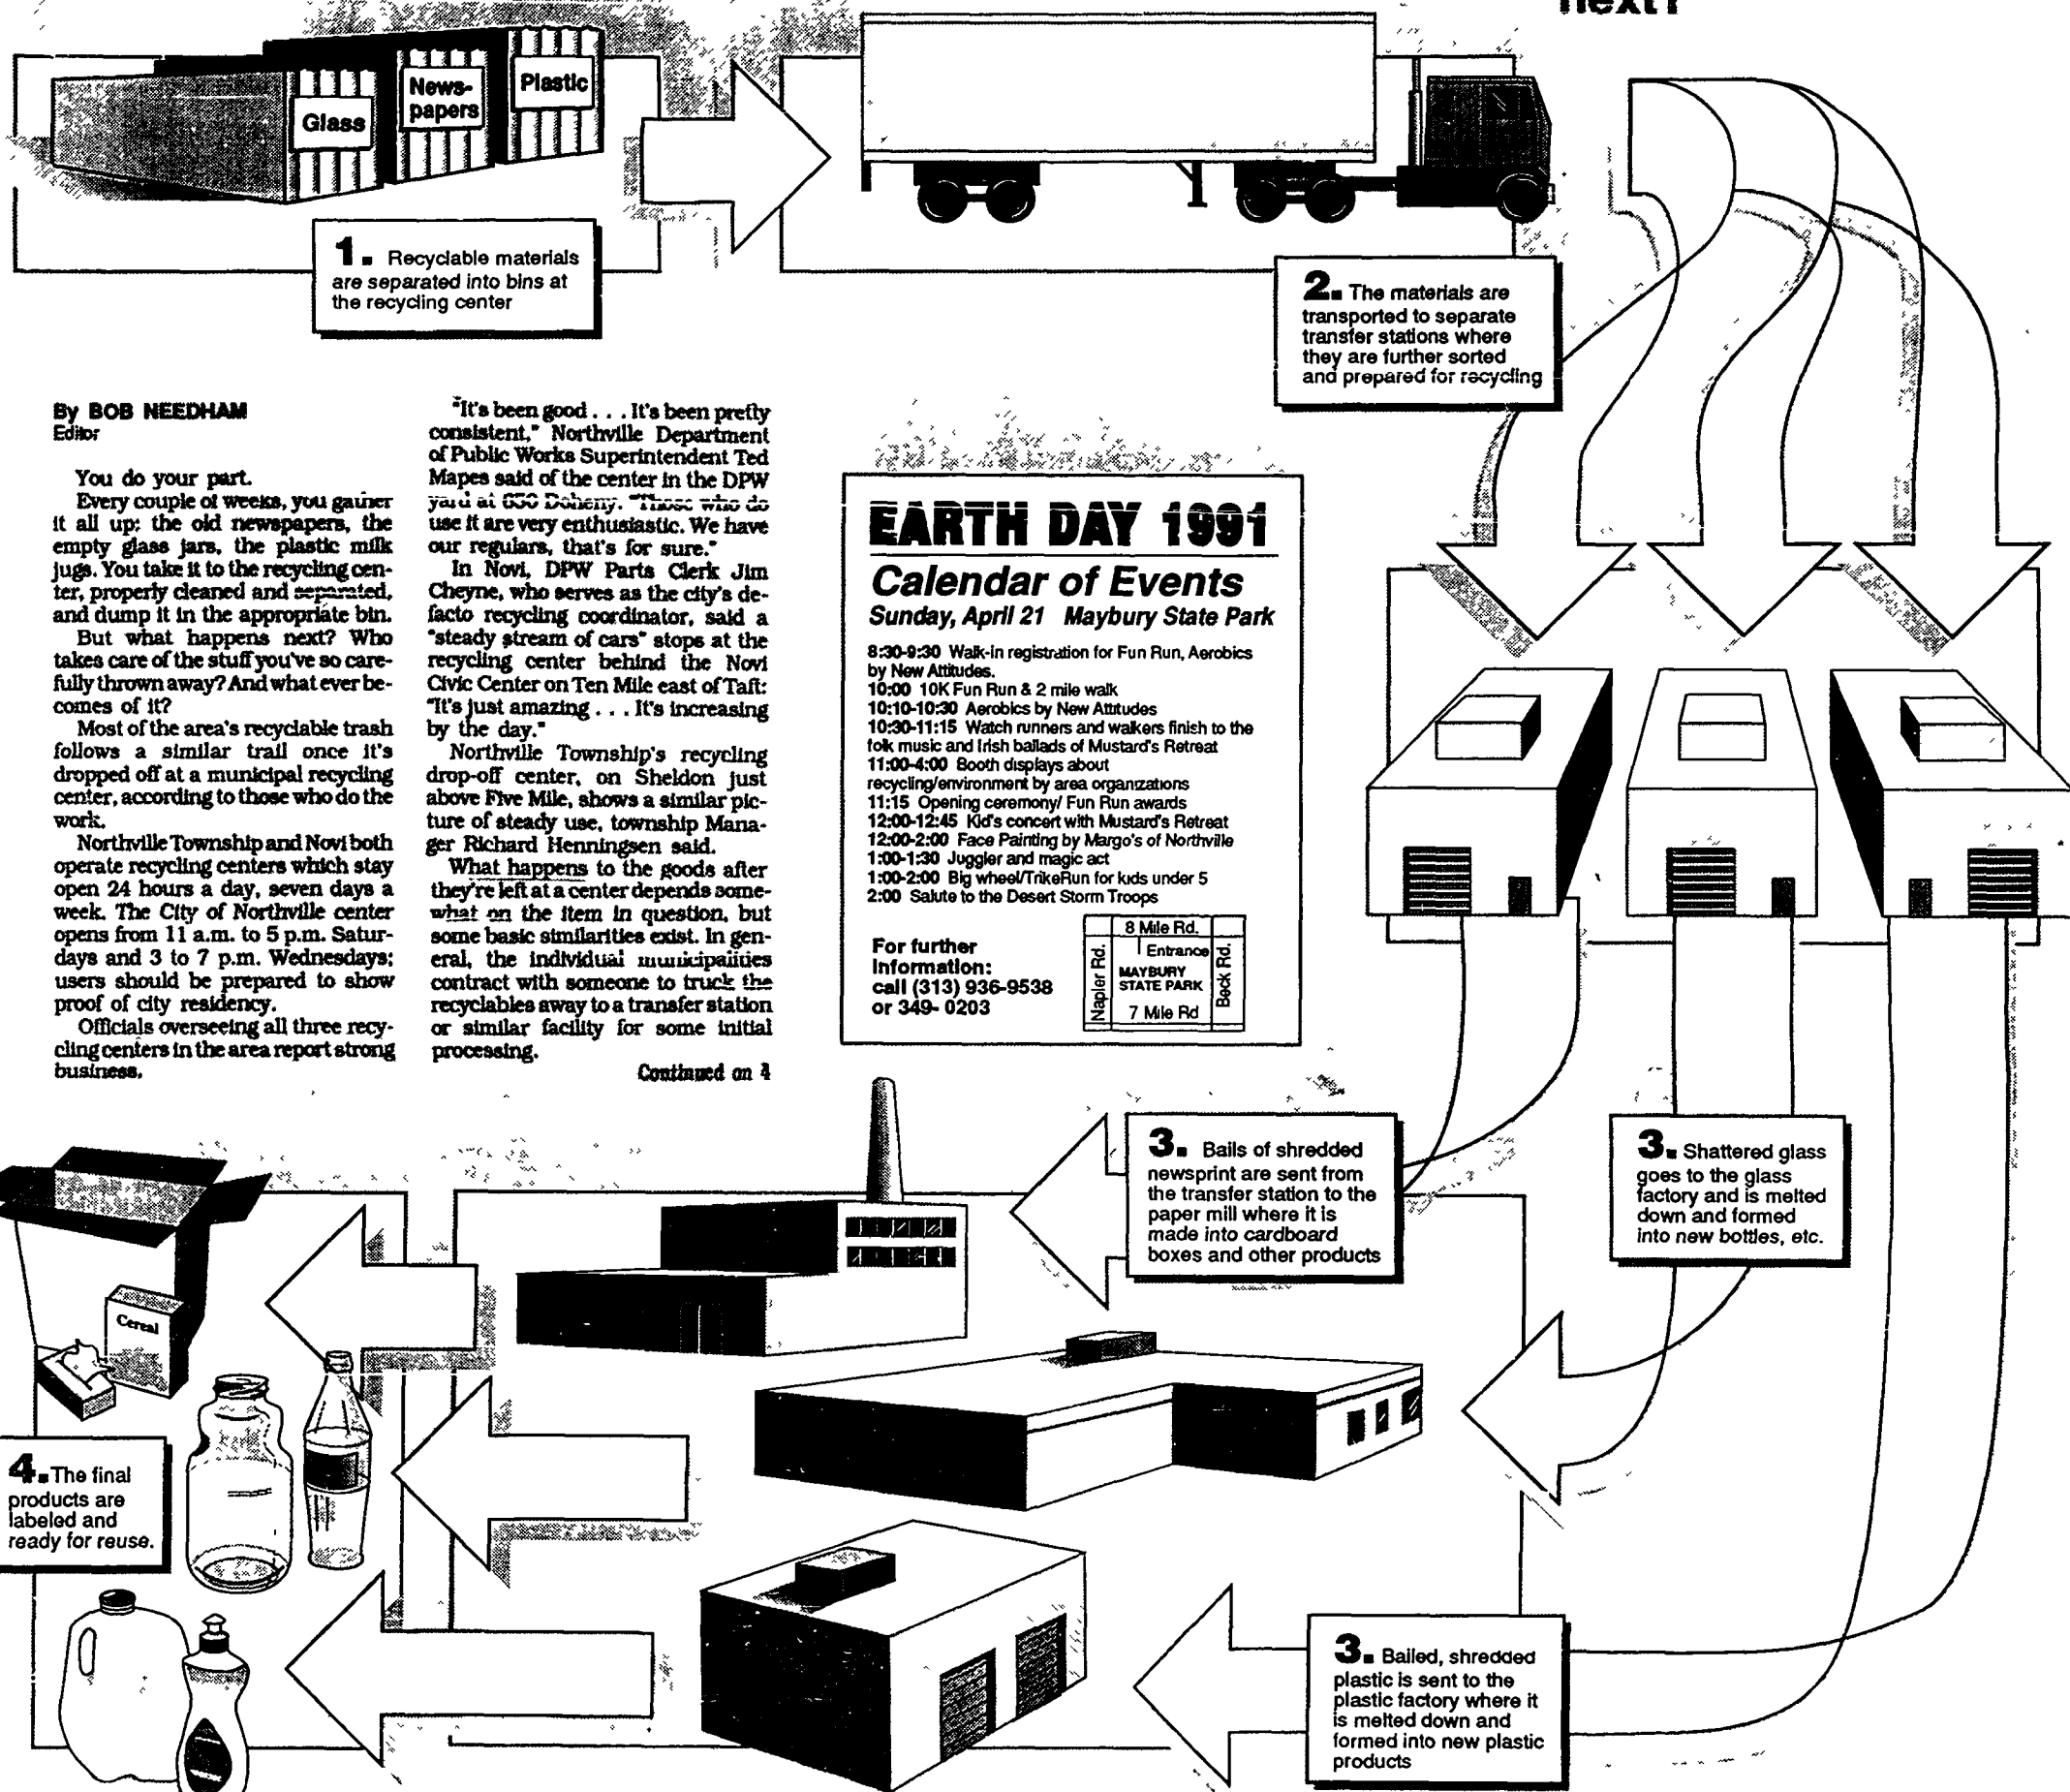 next?
Glass
News-
papers
Plastic
1. Recyclable materials
are separated into bins at
the recycling center
2. The materials are
transported to separate
transfer stations where
they are further sorted
and prepared for recycling
By BOB NEEDHAM
Editor
You do your part.
Every couple of weeks, you gather
it all up: the old newspapers, the
empty glass jars, the plastic milk
jugs. You take it to the recycling cen-
ter, properly cleaned and separated,
and dump it in the appropriate bin.
But what happens next? Who
takes care of the stuff you've so care-
fully thrown away? And what ever be-
comes of it?
Most of the area's recyclable trash
follows a similar trail once it's
dropped off at a municipal recycling
center, according to those who do the
work.
Northville Township and Novi both
operate recycling centers which stay
open 24 hours a day, seven days a
week. The City of Northville center
opens from 11 a.m. to 5 p.m. Satur-
days and 3 to 7 p.m. Wednesdays;
users should be prepared to show
proof of city residency.
Officials overseeing all three recy-
cling centers in the area report strong
business.
"It's been good . . . It's been pretty
consistent," Northville Department
of Public Works Superintendent Ted
Mapes said of the center in the DPW
yard at 650 Doheny. "Those who do
use it are very enthusiastic. We have
our regulars, that's for sure."
In Novi, DPW Parts Clerk Jim
Cheyne, who serves as the city's de-
facto recycling coordinator, said a
"steady stream of cars" stops at the
recycling center behind the Novi
Civic Center on Ten Mile east of Taft:
"It's just amazing . . . It's increasing
by the day."
Northville Township's recycling
drop-off center, on Sheldon just
above Five Mile, shows a similar pic-
ture of steady use, township Mana-
ger Richard Henningsen said.
What happens to the goods after
they're left at a center depends some-
what on the item in question, but
some basic similarities exist. In gen-
eral, the individual municipalities
contract with someone to truck the
recyclables away to a transfer station
or similar facility for some initial
processing.
Continued on 4
EARTH DAY 1991
Calendar of Events
Sunday, April 21 Maybury State Park
8:30-9:30 Walk-in registration for Fun Run, Aerobics
by New Attitudes.
10:00 10K Fun Run & 2 mile walk
10:10-10:30 Aerobics by New Attitudes
10:30-11:15 Watch runners and walkers finish to the
folk music and Irish ballads of Mustard's Retreat
11:00-4:00 Booth displays about
recycling/environment by area organizations
11:15 Opening ceremony/ Fun Run awards
12:00-12:45 Kid's concert with Mustard's Retreat
12:00-2:00 Face Painting by Margo's of Northville
1:00-1:30 Juggler and magic act
1:00-2:00 Big wheel/TrikeRun for kids under 5
2:00 Salute to the Desert Storm Troops
For further
Information:
call (313) 936-9538
or 349- 0203
8 Mile Rd.
Entrance
Napier Rd.
MAYBURY
STATE PARK
Beck Rd.
7 Mile Rd
3. Bails of shredded
newsprint are sent from
the transfer station to the
paper mill where it is
made into cardboard
boxes and other products
3. Shattered glass
goes to the glass
factory and is melted
down and formed
into new bottles, etc.
Cereal
4. The final
products are
labeled and
ready for reuse.
3. Bailed, shredded
plastic is sent to the
plastic factory where it
is melted down and
formed into new plastic
products